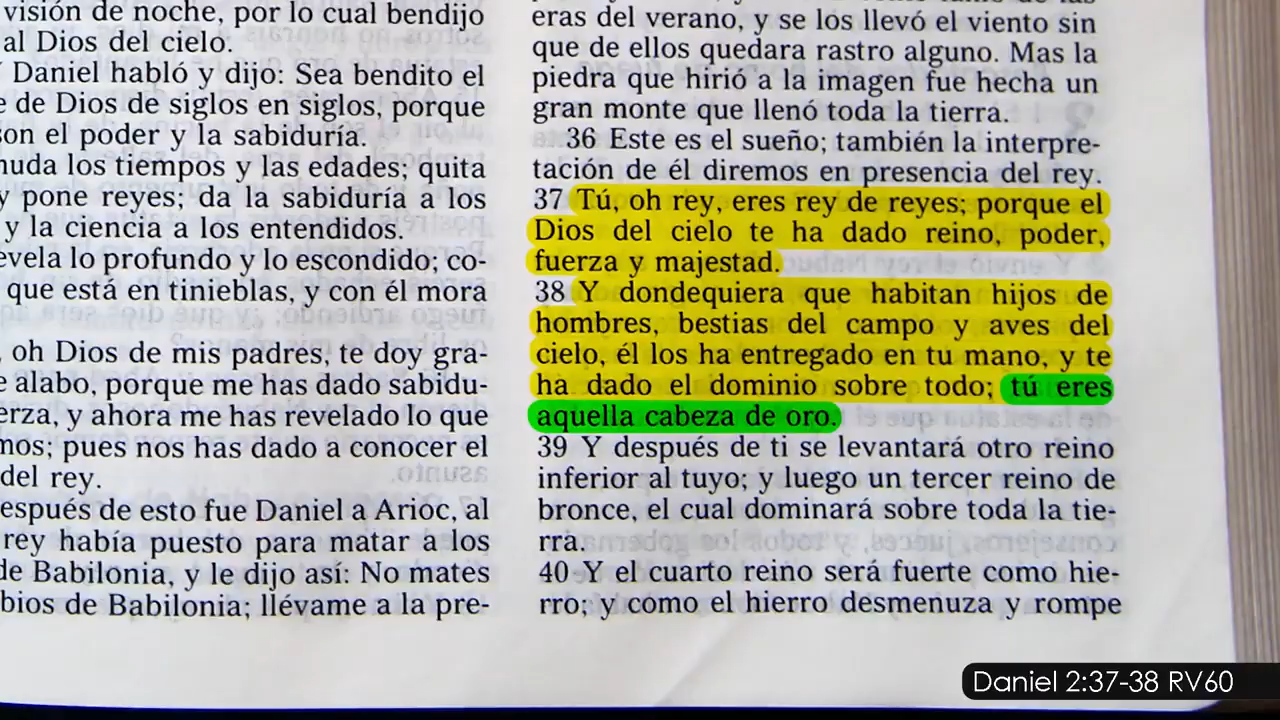 visión de noche, por lo cual bendijo
al Dios del cielo.
Daniel habló y dijo: Sea bendito el
de Dios de siglos en siglos, porque
son el poder y la sabiduría.
muda los tiempos y las edades; quita
y pone reyes; da la sabiduría a los
y la ciencia a los entendidos.
revela lo profundo y lo escondido; co-
que está en tinieblas, y con él mora
, oh Dios de mis padres, te doy gra-
e alabo, porque me has dado sabidu-
erza, y ahora me has revelado lo que
mos; pues nos has dado a conocer el
del rey.
espués de esto fue Daniel a Arioc, al
rey había puesto para matar a los
de Babilonia, y le dijo así: No mates
bios de Babilonia; llévame a la pre-
eras del verano, y se los llevó el viento sin
que de ellos quedara rastro alguno. Mas la
piedra que hirió a la imagen fue hecha un
gran monte que llenó toda la tierra.
36 Este es el sueño; también la interpre-
tación de él diremos en presencia del rey.
37 Tú, oh rey, eres rey de reyes; porque el
Dios del cielo te ha dado reino, poder,
fuerza y majestad.
38 Y dondequiera que habitan hijos de
hombres, bestias del campo y aves del
cielo, él los ha entregado en tu mano, y te
ha dado el dominio sobre todo; tú eres
aquella cabeza de oro.
39 Y después de ti se levantará otro reino
inferior al tuyo; y luego un tercer reino de
bronce, el cual dominará sobre toda la tie-
rra.
40 Y el cuarto reino será fuerte como hie-
rro; y como el hierro desmenuza y rompe
Daniel 2:37-38 RV60